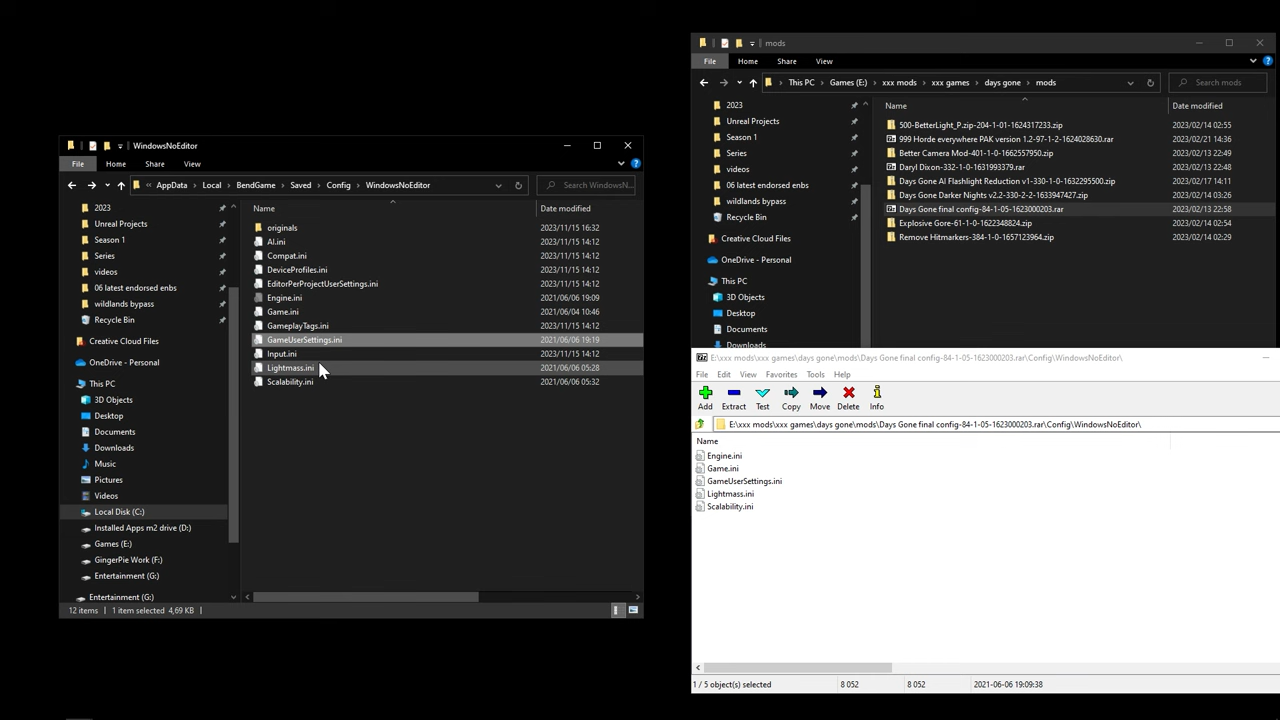 WindowsNoEditor
File Home Share View
AppData Local BendGame Saved Config WindowsNoEditor
Search WindowsN...
2023
Unreal Projects
Season 1
Series
videos
06 latest endorsed enbs
wildlands bypass
Recycle Bin
Creative Cloud Files
OneDrive - Personal
This PC
3D Objects
Desktop
Documents
Downloads
Music
Pictures
Videos
Local Disk (C:)
Installed Apps m2 drive (D:)
Games (E:)
GingerPie Work (F:)
Entertainment (G:)
Entertainment (G:)
Name Date modified
originals 2023/11/15 16:32
AI.ini 2023/11/15 14:12
Compat.ini 2023/11/15 14:12
DeviceProfiles.ini 2023/11/15 14:12
EditorPerProjectUserSettings.ini 2023/11/15 14:12
Engine.ini 2021/06/06 19:09
Game.ini 2021/06/04 10:46
GameplayTags.ini 2023/11/15 14:12
GameUserSettings.ini 2021/06/06 19:19
Input.ini 2023/11/15 14:12
Lightmass.ini 2021/06/06 05:28
Scalability.ini 2021/06/06 05:32
12 items 1 item selected 4,69 KB
mods
File Home Share View
This PC Games (E:) xxx mods xxx games days gone mods
Search mods
2023
Unreal Projects
Season 1
Series
videos
06 latest endorsed enbs
wildlands bypass
Recycle Bin
Creative Cloud Files
OneDrive - Personal
This PC
3D Objects
Desktop
Documents
Downloads
Name Date modified
500-BetterLight_P.zip-204-1-01-1624317233.zip 2023/02/14 02:55
999 Horde everywhere PAK version 1.2-97-1-2-1624028630.rar 2023/02/21 14:36
Better Camera Mod-401-1-0-1662557950.zip 2023/02/13 22:49
Daryl Dixon-332-1-0-1631993379.rar 2023/02/13 22:48
Days Gone AI Flashlight Reduction v1-330-1-0-1632295500.zip 2023/02/17 14:11
Days Gone Darker Nights v2.2-330-2-2-1633947427.zip 2023/02/14 03:26
Days Gone final config-84-1-05-1623000203.rar 2023/02/13 22:58
Explosive Gore-61-1-0-1622348824.zip 2023/02/14 02:54
Remove Hitmarkers-384-1-0-1657123964.zip 2023/02/14 02:29
E:\xxx mods\xxx games\days gone\mods\Days Gone final config-84-1-05-1623000203.rar\Config\WindowsNoEditor\
File Edit View Favorites Tools Help
Add Extract Test Copy Move Delete Info
E:\xxx mods\xxx games\days gone\mods\Days Gone final config-84-1-05-1623000203.rar\Config\WindowsNoEditor\
Name
Engine.ini
Game.ini
GameUserSettings.ini
Lightmass.ini
Scalability.ini
1 / 5 object(s) selected 8 052 8 052 2021-06-06 19:09:38